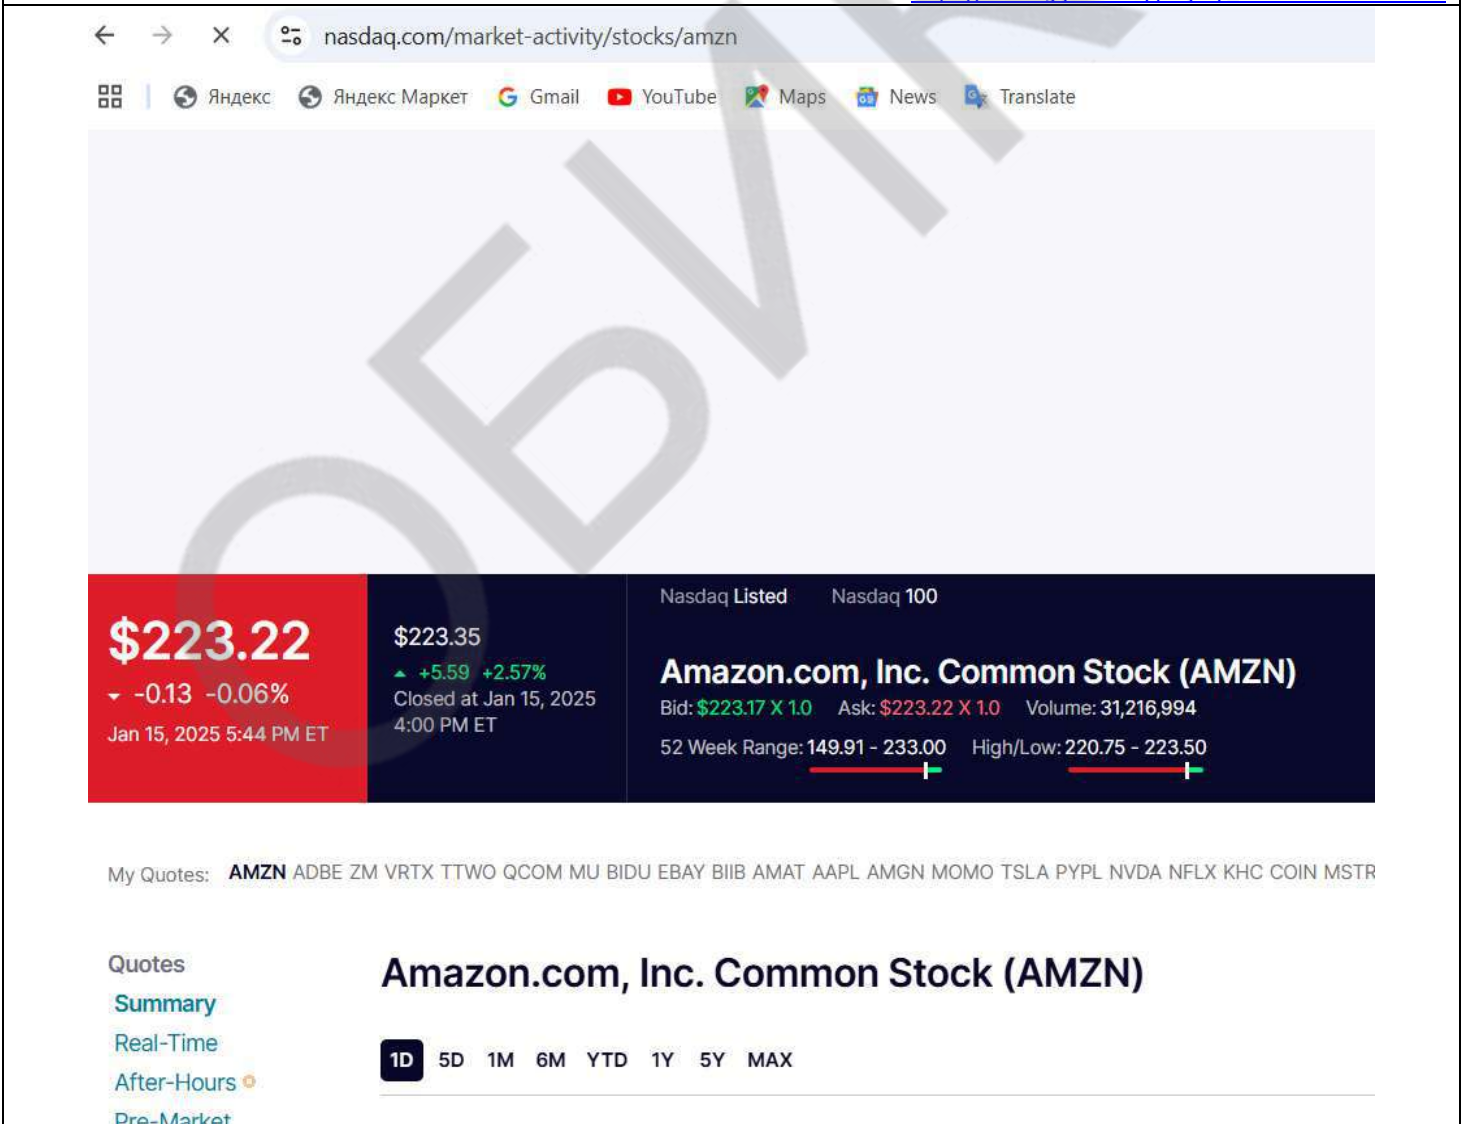 nasdaq.com/market-activity/stocks/amzn
Яндекс Яндекс Маркет Gmail YouTube Maps News Translate
ОБИ
Nasdaq Listed Nasdaq 100
$223.22
-0.13 -0.06%
Jan 15, 2025 5:44 PM ET
$223.35
+5.59 +2.57%
Closed at Jan 15, 2025
4:00 PM ET
Amazon.com, Inc. Common Stock (AMZN)
Bid: $223.17 X 1.0 Ask: $223.22 X 1.0 Volume: 31,216,994
52 Week Range: 149.91 - 233.00 High/Low: 220.75 - 223.50
My Quotes: AMZN ADBE ZM VRTX TTWO QCOM MU BIDU EBAY BIIB AMAT AAPL AMGN MOMO TSLA PYPL NVDA NFLX KHC COIN MSTR
Quotes
Summary
Real-Time
After-Hours
Pre-Market
Amazon.com, Inc. Common Stock (AMZN)
1D 5D 1M 6M YTD 1Y 5Y MAX